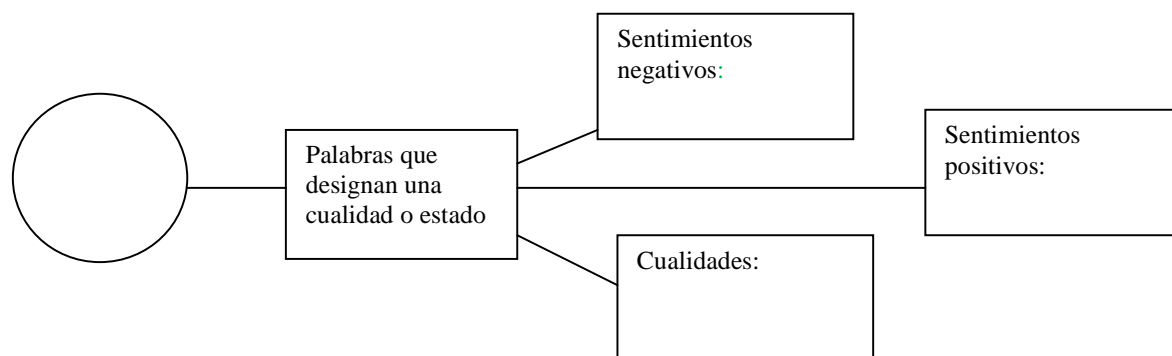 Sentimientos
negativos:
Palabras que
designan una
cualidad o estado
Sentimientos
positivos:
Cualidades: